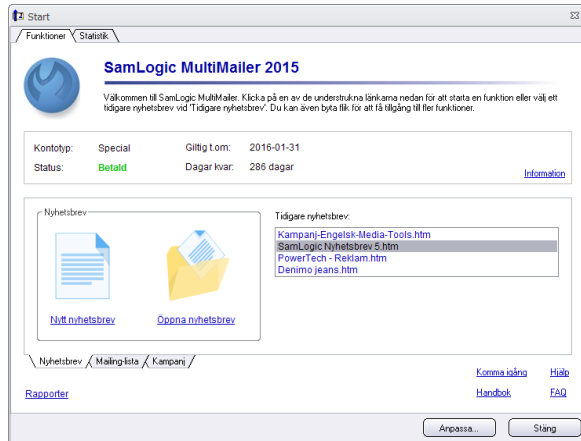 Start
Funktioner Statistik
SamLogic MultiMailer 2015
Välkommen till SamLogic MultiMailer. Klicka på en av de understrukna länkarna nedan för att starta en funktion eller välj ett
tidigare nyhetsbrev vid 'Tidigare nyhetsbrev'. Du kan även byta flik för att få tillgång till fler funktioner.
Kontotyp: Special Giltig t.om: 2016-01-31
Status: Betald Dagar kvar: 286 dagar
Information
Nyhetsbrev
Tidigare nyhetsbrev:
Kampanj-Engelsk-Media-Tools.htm
SamLogic Nyhetsbrev 5.htm
PowerTech - Reklam.htm
Denimo jeans.htm
Nytt nyhetsbrev Öppna nyhetsbrev
Nyhetsbrev Mailing-lista Kampanj
Komma igång Hjälp
Rapporter Handbok FAQ
Anpassa... Stäng